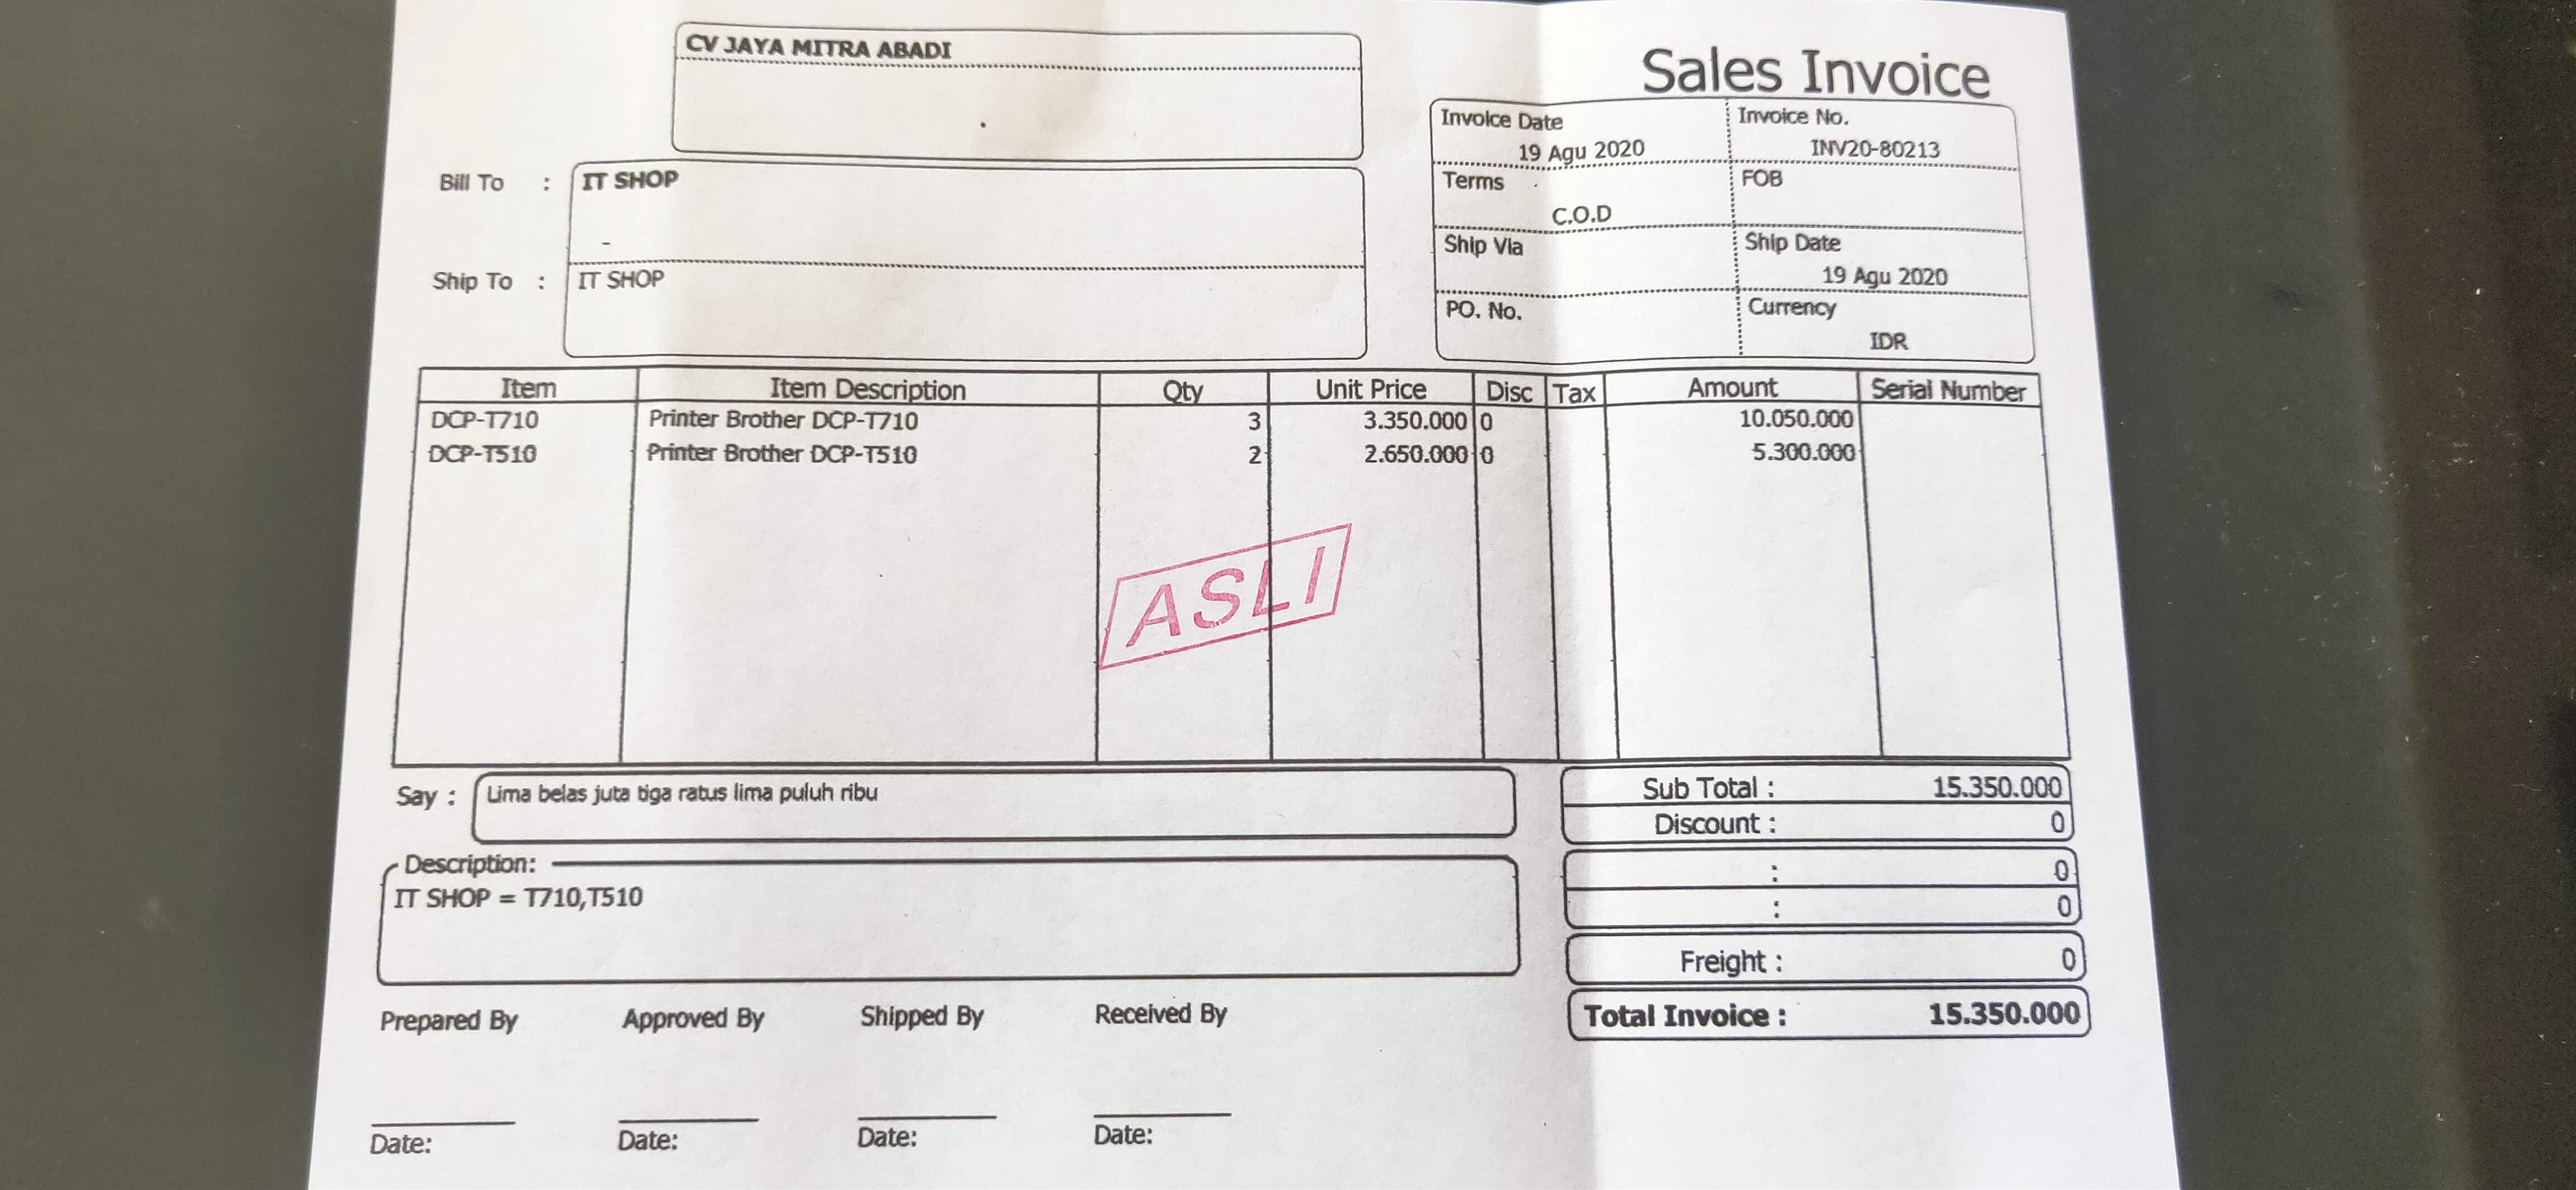 CV JAYA MITRA ABADI
Sales Invoice
Invoice Date
19 Agu 2020
Invoice No.
INV20-80213
Terms
C.O.D
FOB
Ship Via
Ship Date
19 Agu 2020
PO. No.
Currency
IDR
Bill To : IT SHOP
-
Ship To : IT SHOP
Item Item Description Qty Unit Price Disc Tax Amount Serial Number
DCP-T710 Printer Brother DCP-T710 3 3.350.000 0 10.050.000
DCP-T510 Printer Brother DCP-T510 2 2.650.000 0 5.300.000
ASLI
Say : Lima belas juta tiga ratus lima puluh ribu
Description:
IT SHOP = T710,T510
Sub Total : 15.350.000
Discount : 0
: 0
: 0
Freight : 0
Total Invoice : 15.350.000
Prepared By Approved By Shipped By Received By
Date: Date: Date: Date: